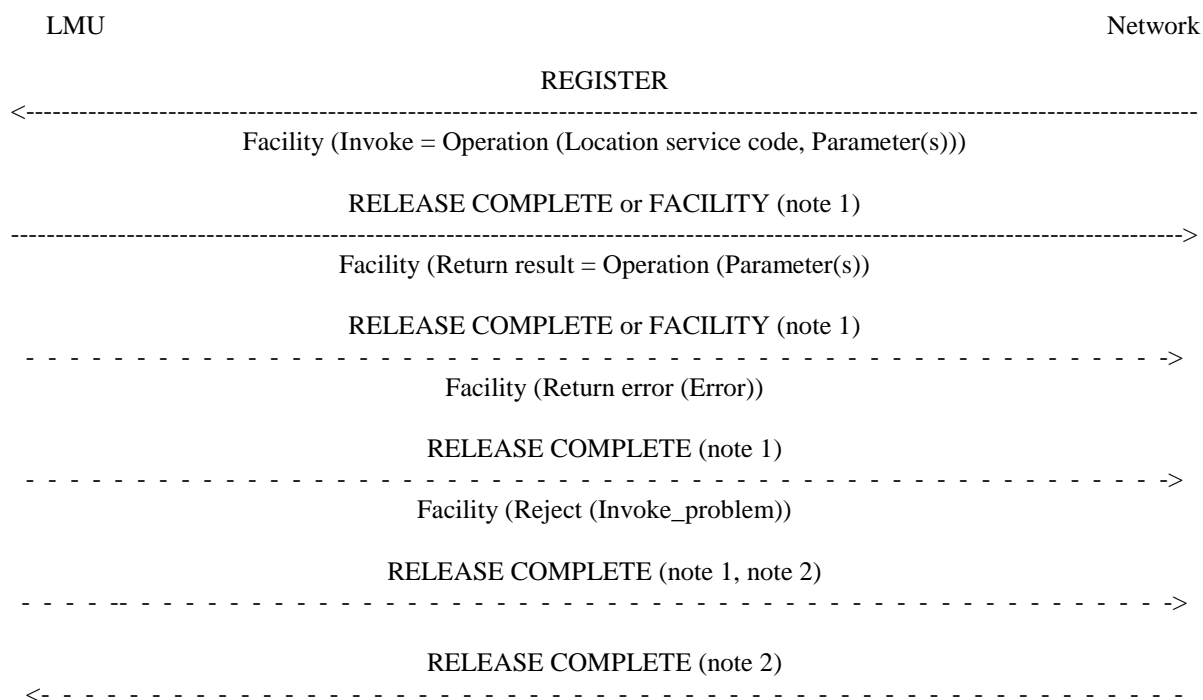 LMU Network
REGISTER
<------------------------------------------------------------------------------------------------------------------------------------
Facility (Invoke = Operation (Location service code, Parameter(s)))
RELEASE COMPLETE or FACILITY (note 1)
------------------------------------------------------------------------------------------------------------------------------------>
Facility (Return result = Operation (Parameter(s))
RELEASE COMPLETE or FACILITY (note 1)
- - - - - - - - - - - - - - - - - - - - - - - - - - - - - - - - - - - - - - - - - - - - - - - - - - - - ->
Facility (Return error (Error))
RELEASE COMPLETE (note 1)
- - - - - - - - - - - - - - - - - - - - - - - - - - - - - - - - - - - - - - - - - - - - - - - - - - - - ->
Facility (Reject (Invoke_problem))
RELEASE COMPLETE (note 1, note 2)
- - - - -- - - - - - - - - - - - - - - - - - - - - - - - - - - - - - - - - - - - - - - - - - - - - - - - ->
RELEASE COMPLETE (note 2)
<- - - - - - - - - - - - - - - - - - - - - - - - - - - - - - - - - - - - - - - - - - - - - - - - - - - - -